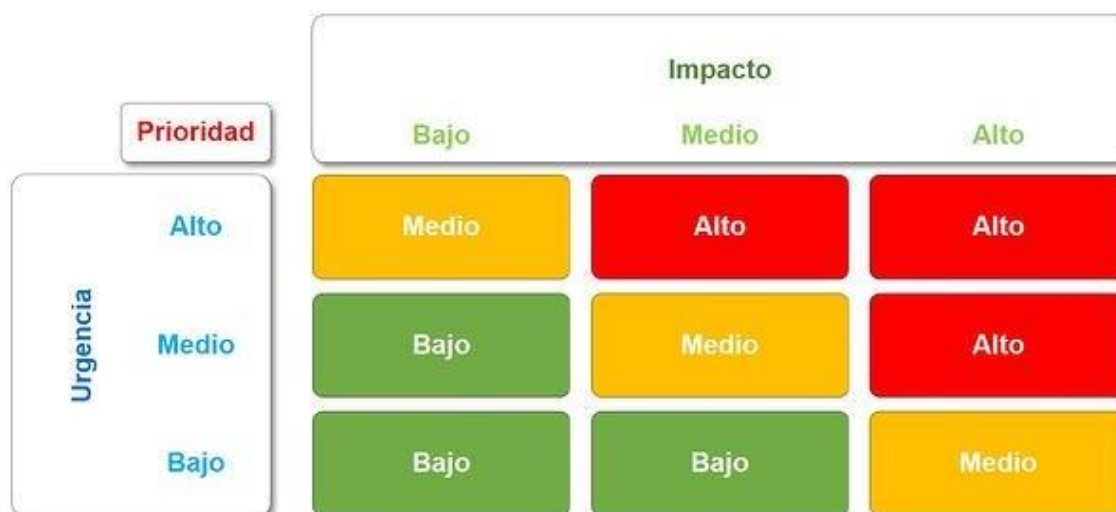 Impacto
Prioridad Bajo Medio Alto
Alto Medio Alto Alto
Urgencia
Medio Bajo Medio Alto
Bajo Bajo Bajo Medio